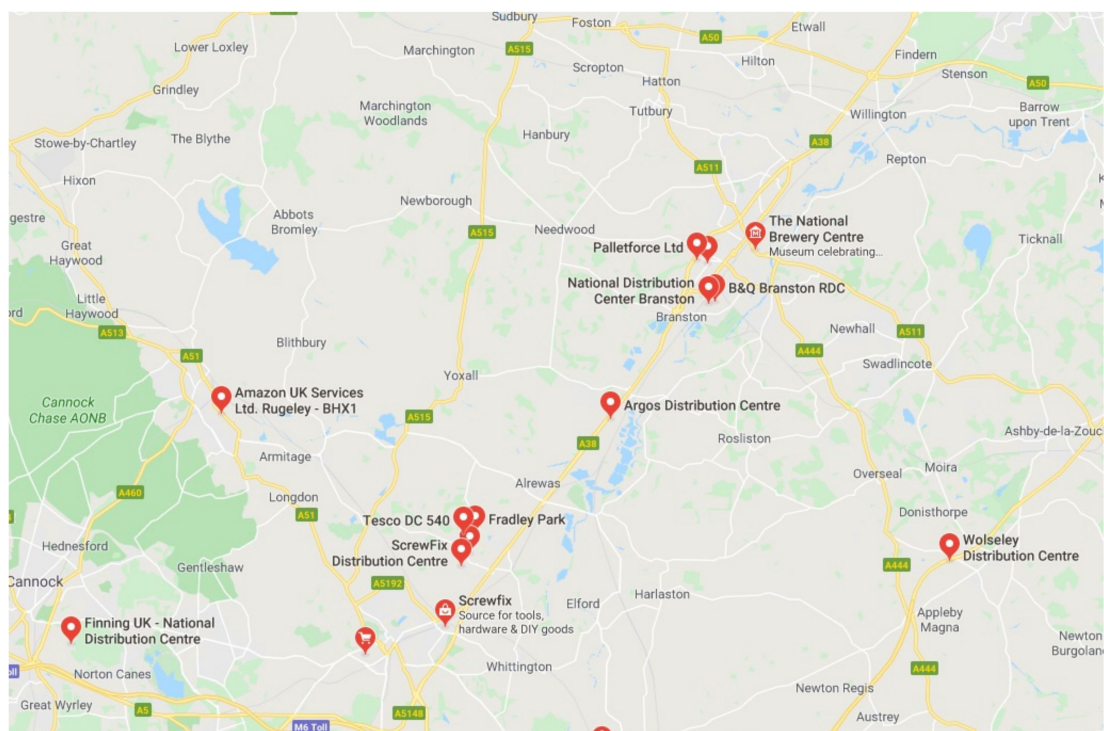 Sudbury
Foston
Etwall
A50
Lower Loxley
Marchington
A515
Findern
Hilton
Scropton
Stenson
Hatton
A50
Grindley
Marchington
Woodlands
Tutbury
Barrow
upon Trent
Willington
Stowe-by-Chartley
The Blythe
Hanbury
A38
Repton
A511
Hixon
Newborough
gestre
Abbots
Bromley
The National
Brewery Centre
Museum celebrating...
A515
Needwood
Palletforce Ltd
Ticknall
Great
Haywood
National Distribution
Center Branston
B&Q Branston RDC
Little
Haywood
ord
Branston
A513
Newhall
A511
Blithbury
A51
A444
Swadlincote
Yoxall
Amazon UK Services
Ltd. Rugeley - BHX1
Cannock
Chase AONB
A515
Argos Distribution Centre
Rosliston
Ashby-de-la-Zouc
A38
Armitage
Overseal
Moira
A460
Alrewas
Longdon
A51
Donisthorpe
Tesco DC 540
Fradley Park
Hednesford
ScrewFix
Distribution Centre
Wolseley
Distribution Centre
Gentleshaw
A444
Cannock
A5192
Harlaston
Screwfix
Source for tools,
hardware & DIY goods
Elford
Appleby
Magna
Finning UK - National
Distribution Centre
Newton
Burgolan
Whittington
A444
oll
Norton Canes
Newton Regis
Great Wyrley
A5
A5148
Austrey
M6 Toll